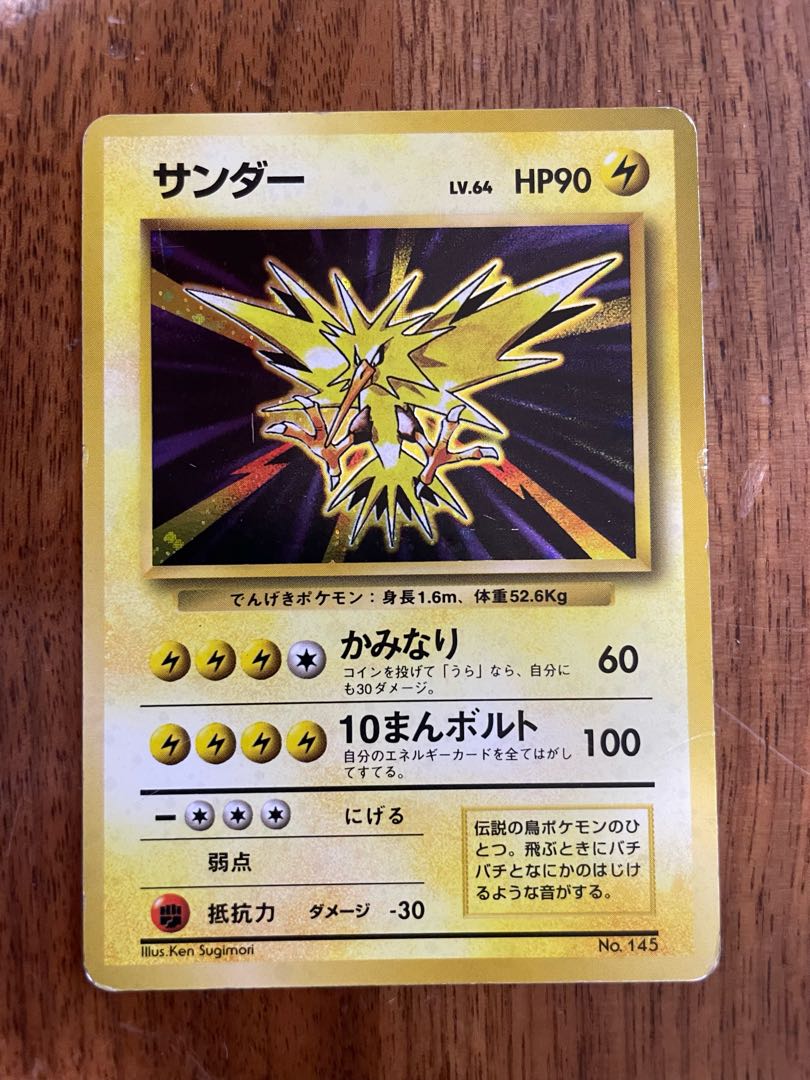 サンダー LV.64 HP90
でんげきポケモン：身長1.6m、体重52.6Kg
かみなり 60
コインを投げて「うら」なら、自分に
も30ダメージ。
10まんボルト 100
自分のエネルギーカードを全てはがし
てすてる。
にげる
弱点
抵抗力 ダメージ -30
伝説の鳥ポケモンのひ
とつ。飛ぶときにバチ
バチとなにかのはじけ
るような音がする。
Illus.Ken Sugimori No. 145